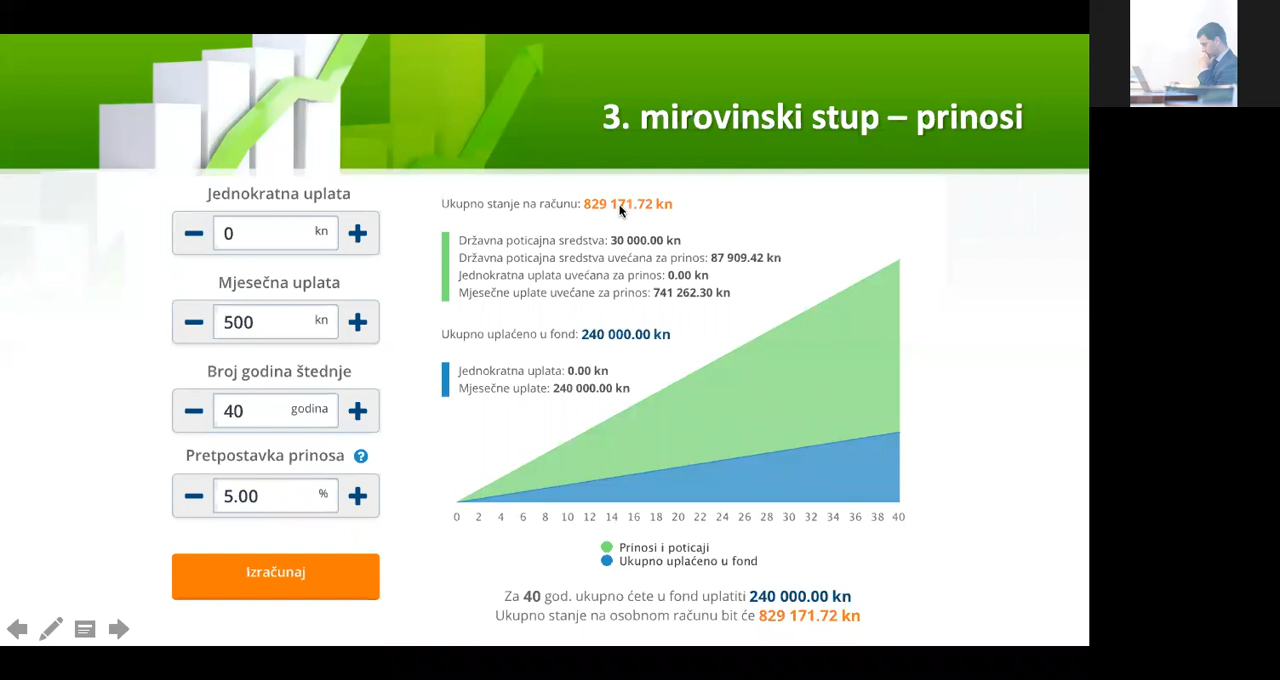 3. mirovinski stup – prinosi
Jednokratna uplata
0 kn
Mjesečna uplata
500 kn
Broj godina štednje
40 godina
Pretpostavka prinosa ?
5.00 %
Izračunaj
Ukupno stanje na računu: 829 171.72 kn
Državna poticajna sredstva: 30 000.00 kn
Državna poticajna sredstva uvećana za prinos: 87 909.42 kn
Jednokratna uplata uvećana za prinos: 0.00 kn
Mjesečne uplate uvećane za prinos: 741 262.30 kn
Ukupno uplaćeno u fond: 240 000.00 kn
Jednokratna uplata: 0.00 kn
Mjesečne uplate: 240 000.00 kn
0 2 4 6 8 10 12 14 16 18 20 22 24 26 28 30 32 34 36 38 40
Prinosi i poticaji
Ukupno uplaćeno u fond
Za 40 god. ukupno ćete u fond uplatiti 240 000.00 kn
Ukupno stanje na osobnom računu bit će 829 171.72 kn